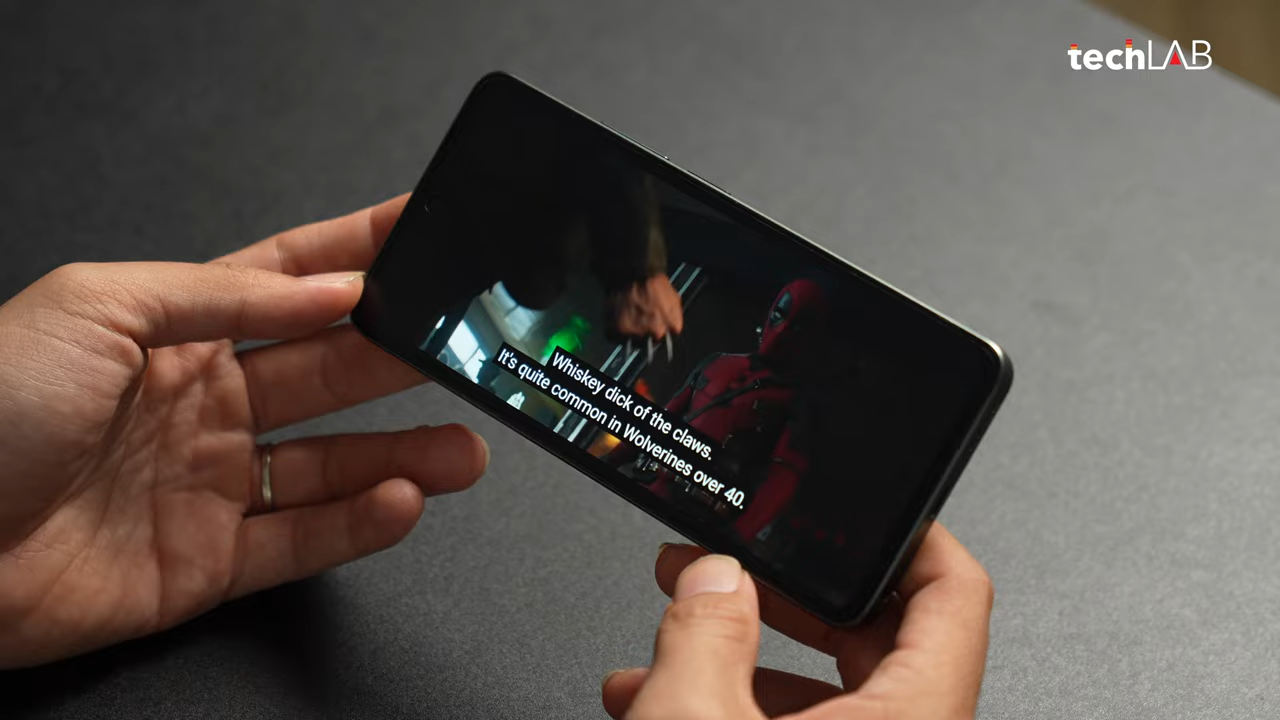 techLAB
Whiskey dick of the claws.
It's quite common in Wolverines over 40.